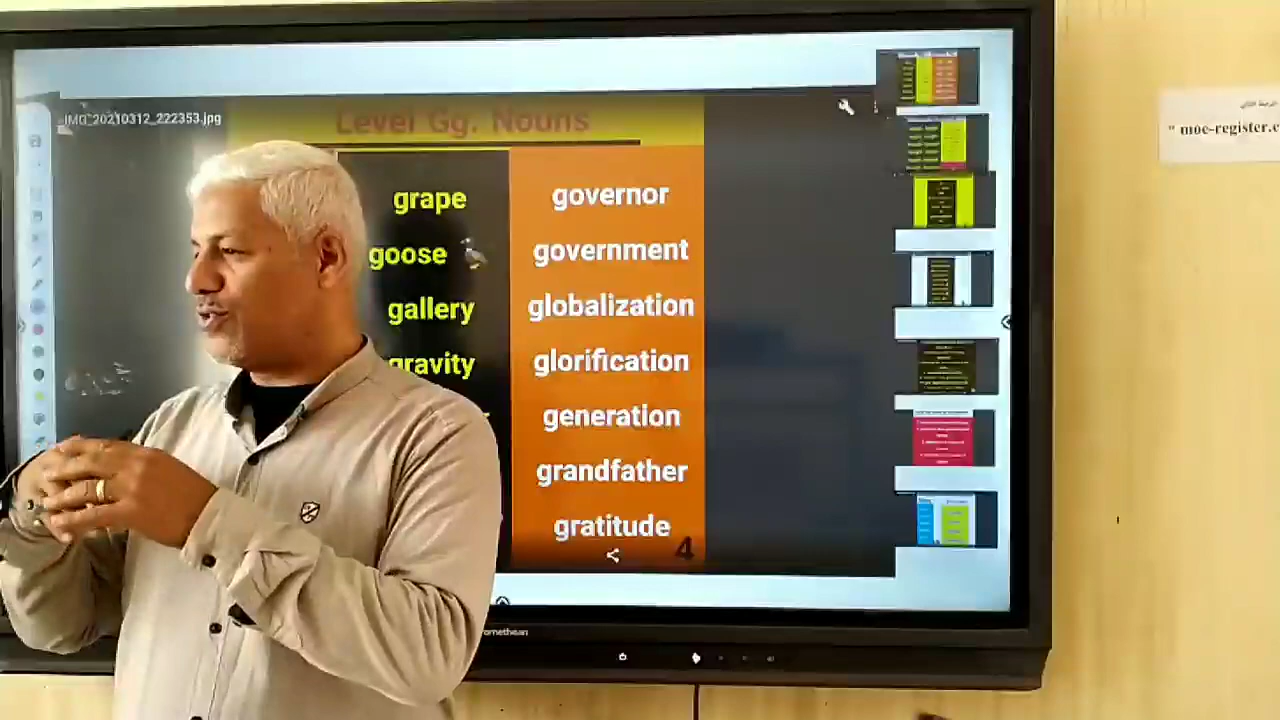 IMG_20210312_222353.jpg
Level Gg. Nouns
grape
goose
gallery
gravity
governor
government
globalization
glorification
generation
grandfather
gratitude
4
" moe-register.e